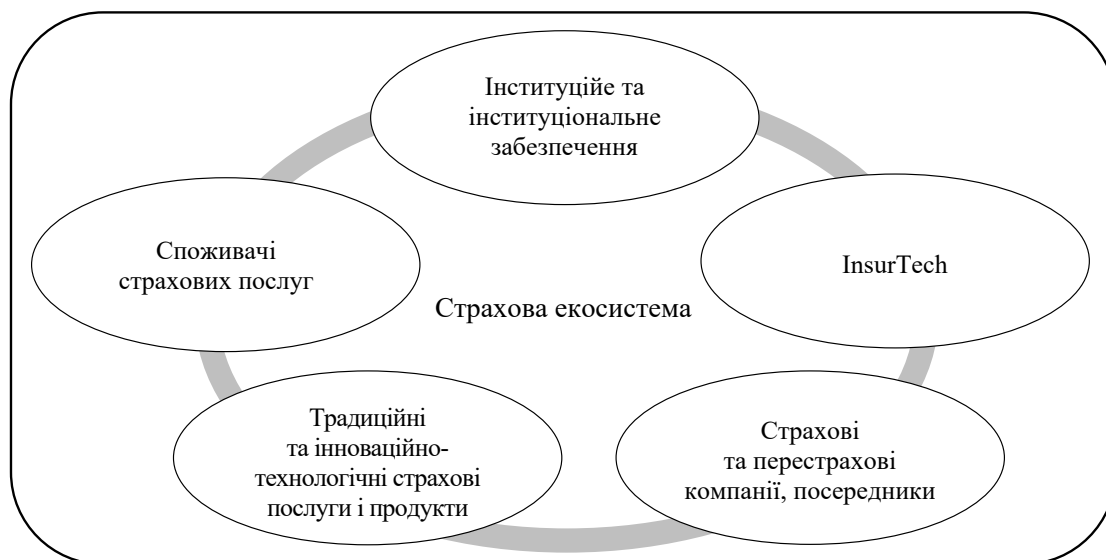 Інституційе та
інституціональне
забезпечення
Споживачі
страхових послуг
InsurTech
Страхова екосистема
Традиційні
та інноваційно-
технологічні страхові
послуги і продукти
Страхові
та перестрахові
компанії, посередники